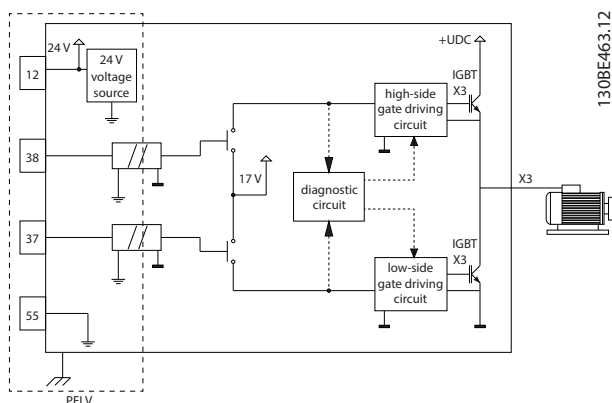 130BE463.12
+UDC
24 V
24 V
voltage
source
12
IGBT
X3
high-side
gate driving
circuit
38
17 V
diagnostic
circuit
X3
37
IGBT
X3
low-side
gate driving
circuit
55
PELV